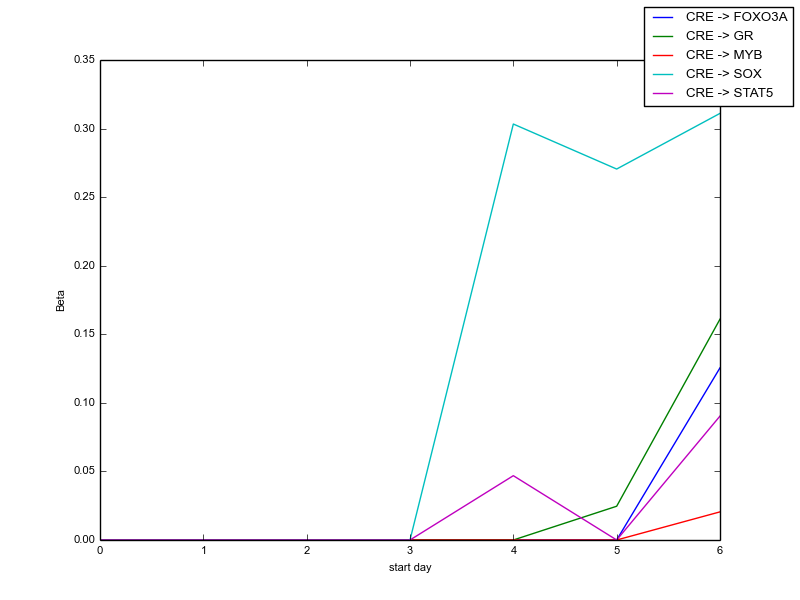 CRE -> FOXO3A
CRE -> GR
CRE -> MYB
CRE -> SOX
CRE -> STAT5
0.35
0.30
0.25
0.20
0.15
0.10
0.05
0.00
Beta
0 1 2 3 4 5 6
start day